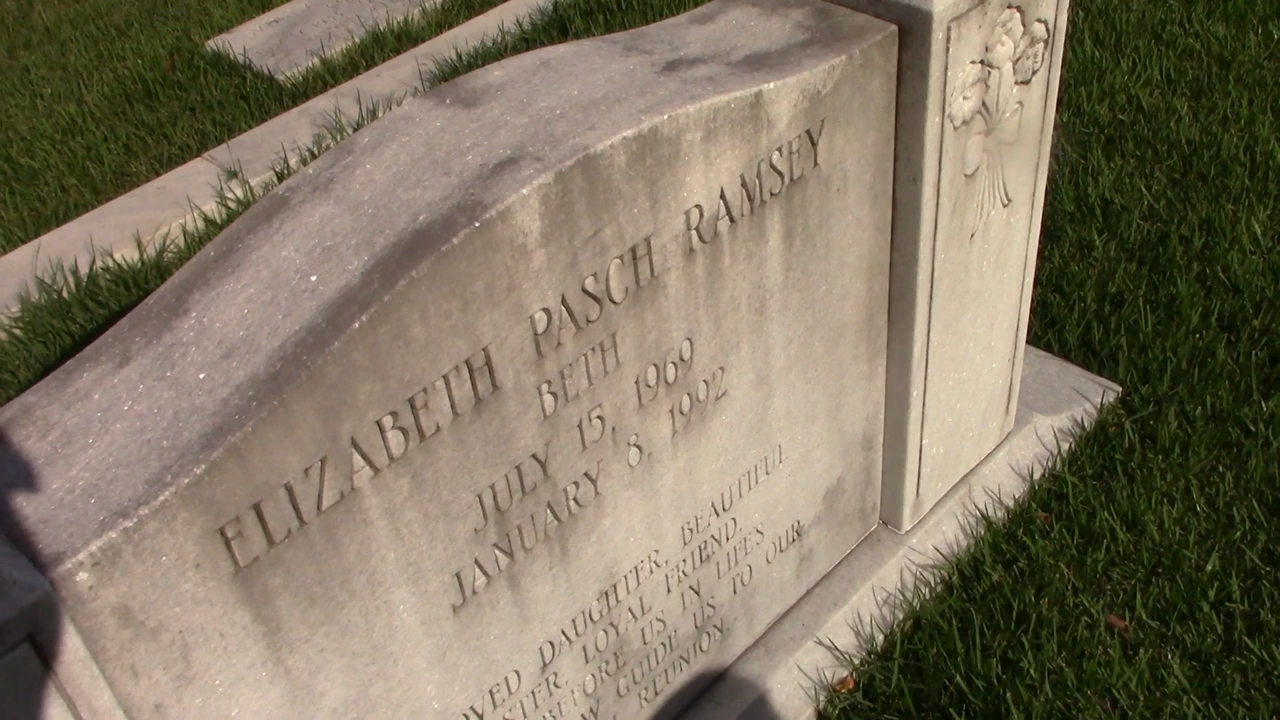 ELIZABETH PASCH RAMSEY
BETH
JULY 15, 1969
JANUARY 8, 1992
DAUGHTER, BEAUTIFUL
LOYAL FRIEND.
BEFORE US IN LIFE'S
GUIDE US TO OUR
REUNION.